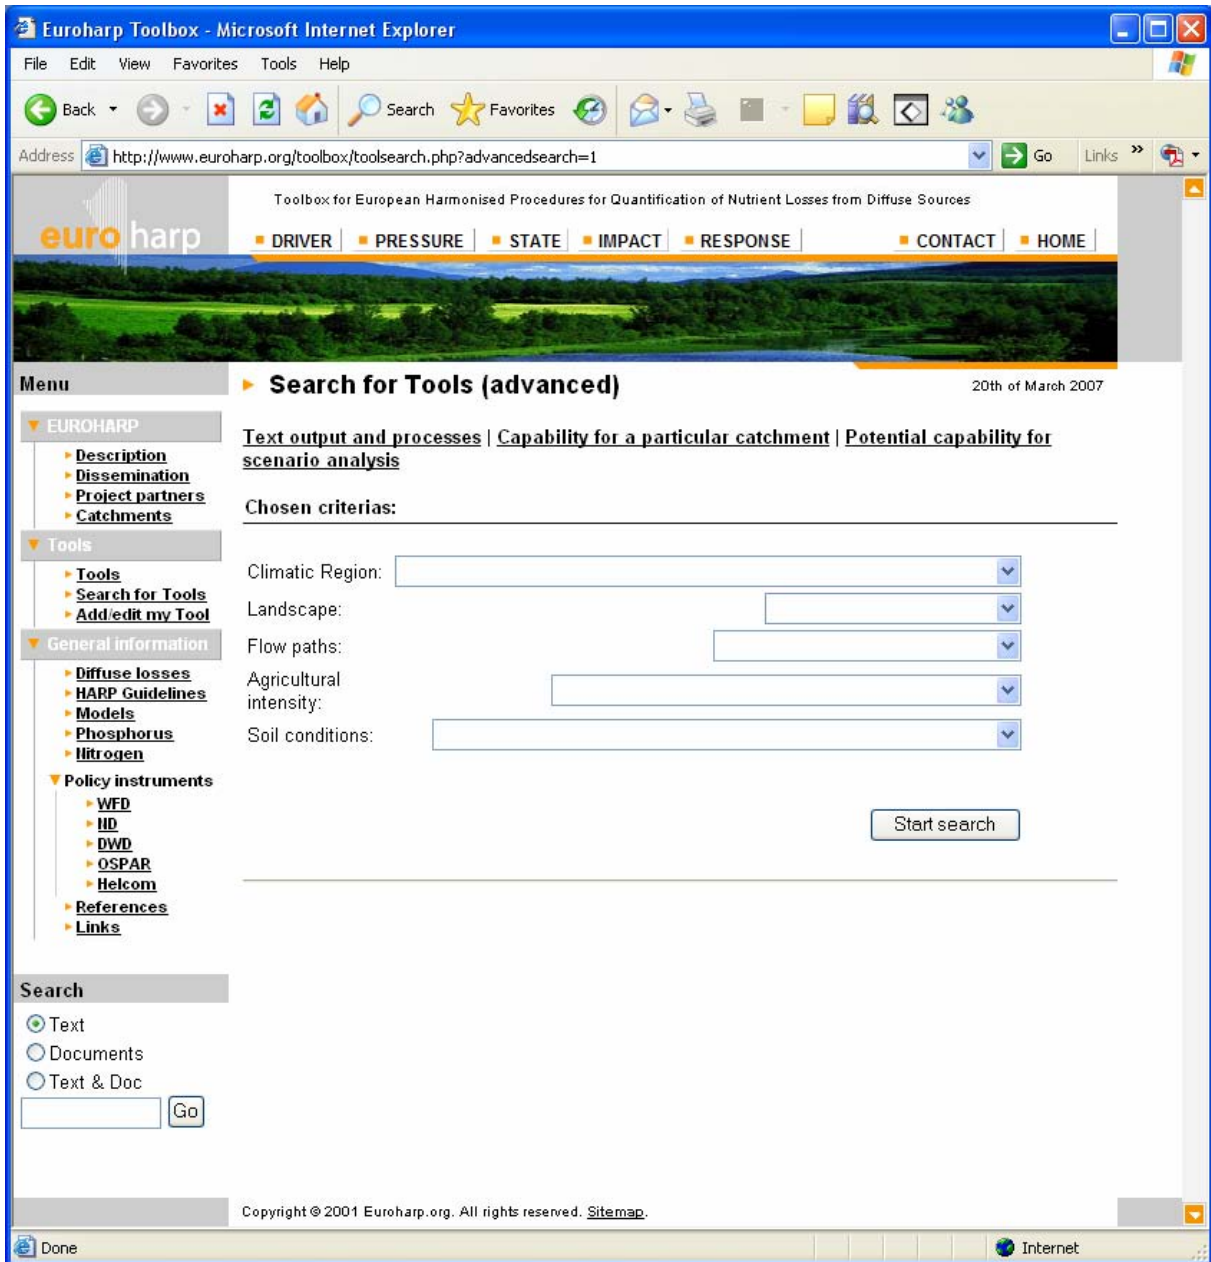 Euroharp Toolbox - Microsoft Internet Explorer
File Edit View Favorites Tools Help
Back Search Favorites
Address http://www.euroharp.org/toolbox/toolsearch.php?advancedsearch=1 Go Links »
euroharp
Toolbox for European Harmonised Procedures for Quantification of Nutrient Losses from Diffuse Sources
DRIVER PRESSURE STATE IMPACT RESPONSE CONTACT HOME
Menu
EUROHARP
Description
Dissemination
Project partners
Catchments
Tools
Tools
Search for Tools
Add/edit my Tool
General information
Diffuse losses
HARP Guidelines
Models
Phosphorus
Nitrogen
Policy instruments
WFD
ND
DWD
OSPAR
Helcom
References
Links
Search
Text
Documents
Text & Doc
Go
Search for Tools (advanced)
20th of March 2007
Text output and processes | Capability for a particular catchment | Potential capability for
scenario analysis
Chosen criterias:
Climatic Region:
Landscape:
Flow paths:
Agricultural
intensity:
Soil conditions:
Start search
Copyright © 2001 Euroharp.org. All rights reserved. Sitemap.
Done Internet